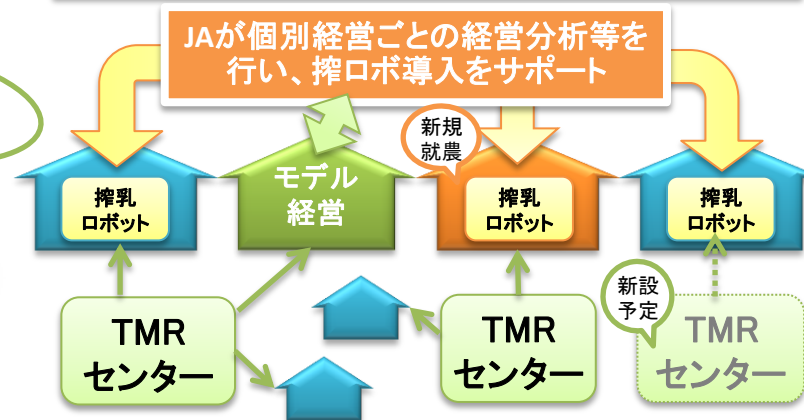 JAが個別経営ごとの経営分析等を
行い、搾ロボ導入をサポート
新規
就農
搾乳
ロボット
モデル
経営
搾乳
ロボット
搾乳
ロボット
新設
予定
TMR
センター
TMR
センター
TMR
センター